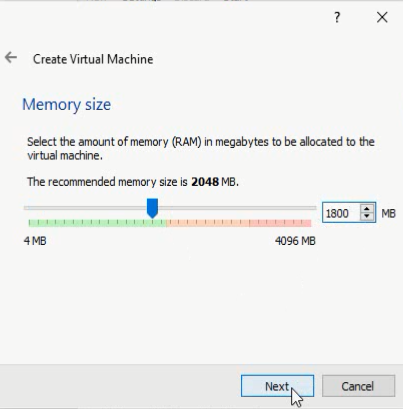 ?
Create Virtual Machine
Memory size
Select the amount of memory (RAM) in megabytes to be allocated to the
virtual machine.
The recommended memory size is 2048 MB.
1800 MB
4 MB 4096 MB
Next Cancel